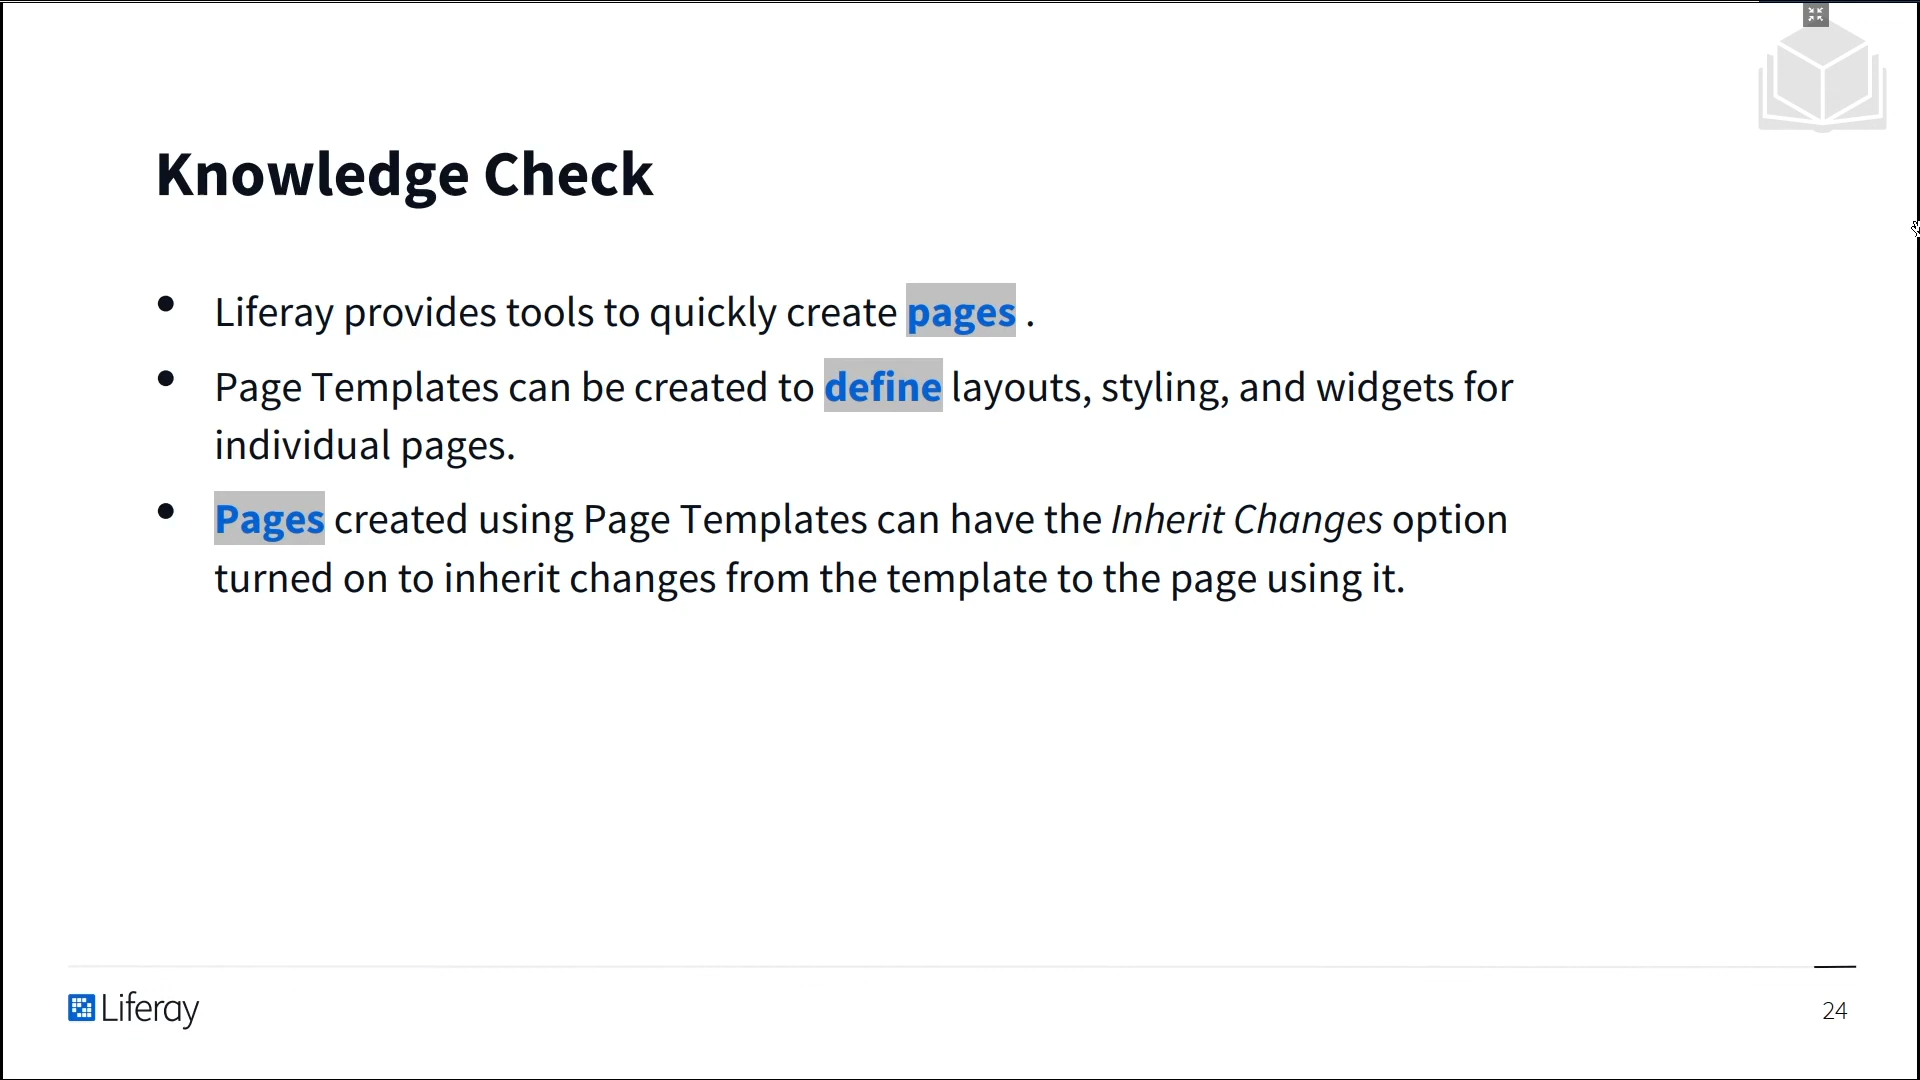 Knowledge Check
• Liferay provides tools to quickly create pages .
• Page Templates can be created to define layouts, styling, and widgets for
individual pages.
• Pages created using Page Templates can have the Inherit Changes option
turned on to inherit changes from the template to the page using it.
Liferay
24